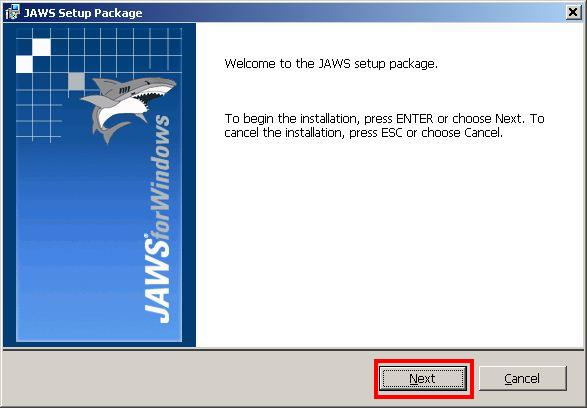 JAWS Setup Package
Welcome to the JAWS setup package.
To begin the installation, press ENTER or choose Next. To
cancel the installation, press ESC or choose Cancel.
JAWS® for Windows
Next
Cancel